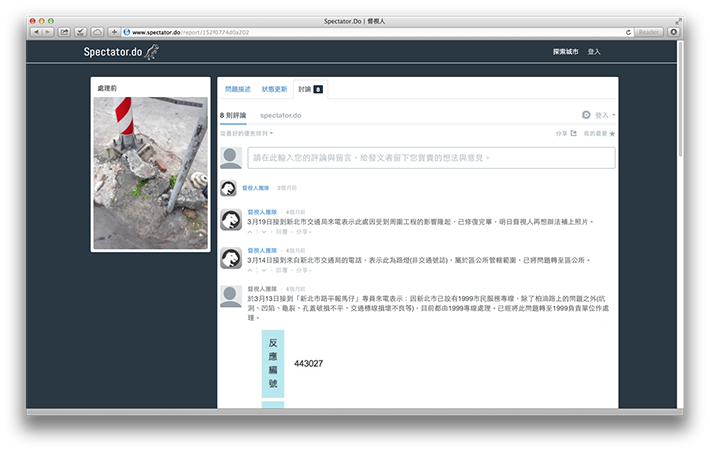 Spectator.Do | 督視人
www.spectator.do/report/152f0774d0a202
Reader
Spectator.do
探索城市
登入
處理前
問題描述
狀態更新
討論 8
8 則評論
spectator.do
登入
從最好的優先排列
分享
我的最愛
請在此輸入您的評論與留言，給發文者留下您寶貴的想法與意見。
督視人團隊 · 3個月前
督視人團隊 · 4個月前
3月19日接到新北市交通局來電表示此處因受到周圍工程的影響隆起，已修復完畢，明日督視人再想辦法補上照片。
· 回覆 · 分享
督視人團隊 · 4個月前
3月14日接到來自新北市交通局的電話，表示此為路燈(非交通號誌)，屬於區公所管轄範圍，已將問題轉至區公所。
· 回覆 · 分享
督視人團隊 · 4個月前
於3月13日接到「新北市路平報馬仔」專員來電表示：因新北市已設有1999市民服務專線，除了柏油路上的問題之外(坑
洞、凹陷、龜裂、孔蓋破損不平、交通標線損壞不良等)，目前都由1999專線處理。已經將此問題轉至1999負責單位作處
理。
反應編號
443027